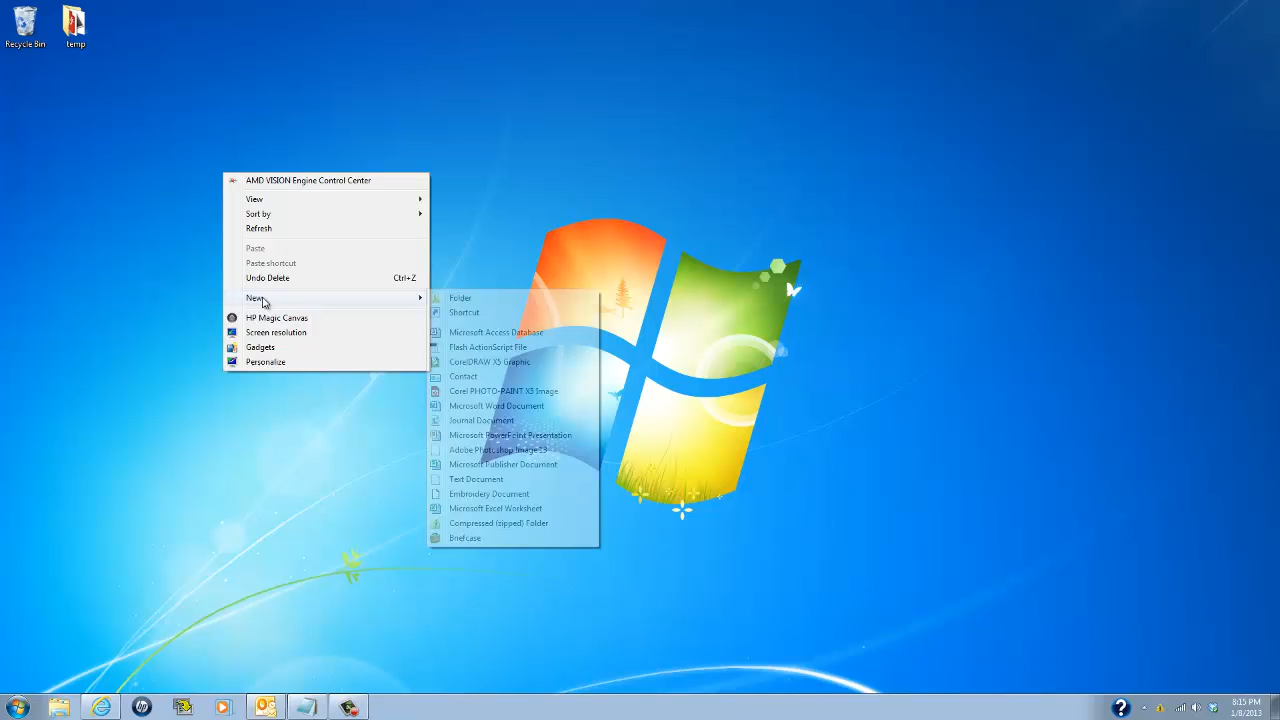 Recycle Bin
temp
AMD VISION Engine Control Center
View
Sort by
Refresh
Paste
Paste shortcut
Undo Delete Ctrl+Z
New
HP Magic Canvas
Screen resolution
Gadgets
Personalize
Folder
Shortcut
Microsoft Access Database
Flash ActionScript File
CorelDRAW X5 Graphic
Contact
Corel PHOTO-PAINT X5 Image
Microsoft Word Document
Journal Document
Microsoft PowerPoint Presentation
Adobe Photoshop Image 13
Microsoft Publisher Document
Text Document
Embroidery Document
Microsoft Excel Worksheet
Compressed (zipped) Folder
Briefcase
8:15 PM
1/8/2013